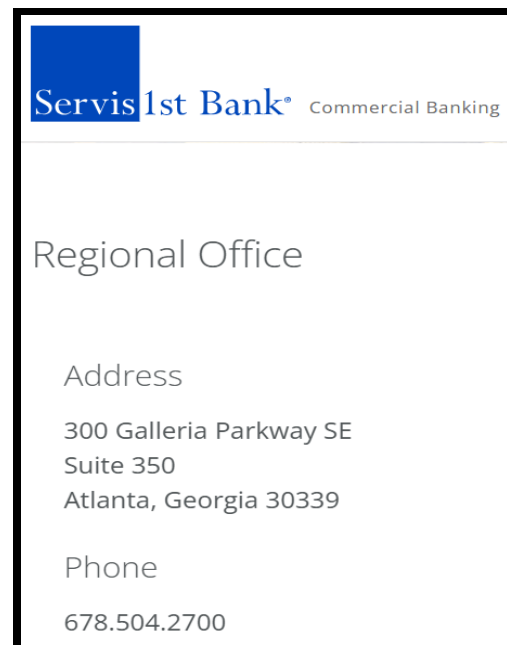 Servis1st Bank® Commercial Banking
Regional Office
Address
300 Galleria Parkway SE
Suite 350
Atlanta, Georgia 30339
Phone
678.504.2700